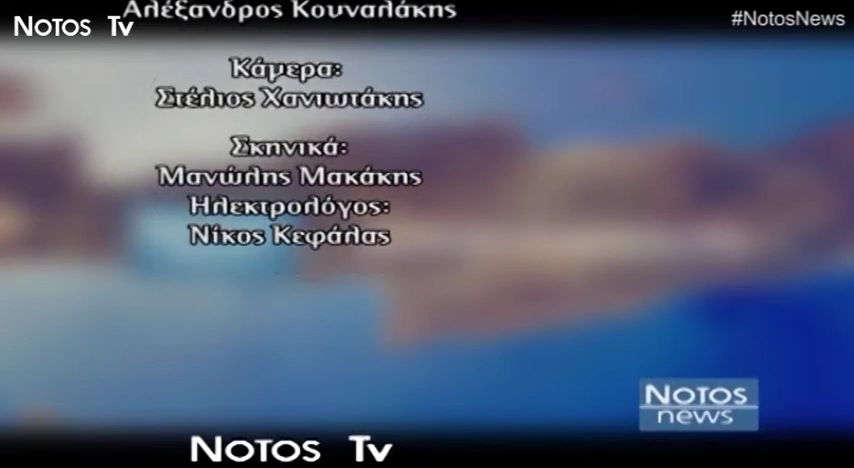 Αλέξανδρος Κουναλάκης
NOTOS TV
#NotosNews
Κάμερα:
Στέλιος Χανιωτάκης
Σκηνικά:
Μανώλης Μακάκης
Ηλεκτρολόγος:
Νίκος Κεφάλας
NOTOS
news
NOTOS TV